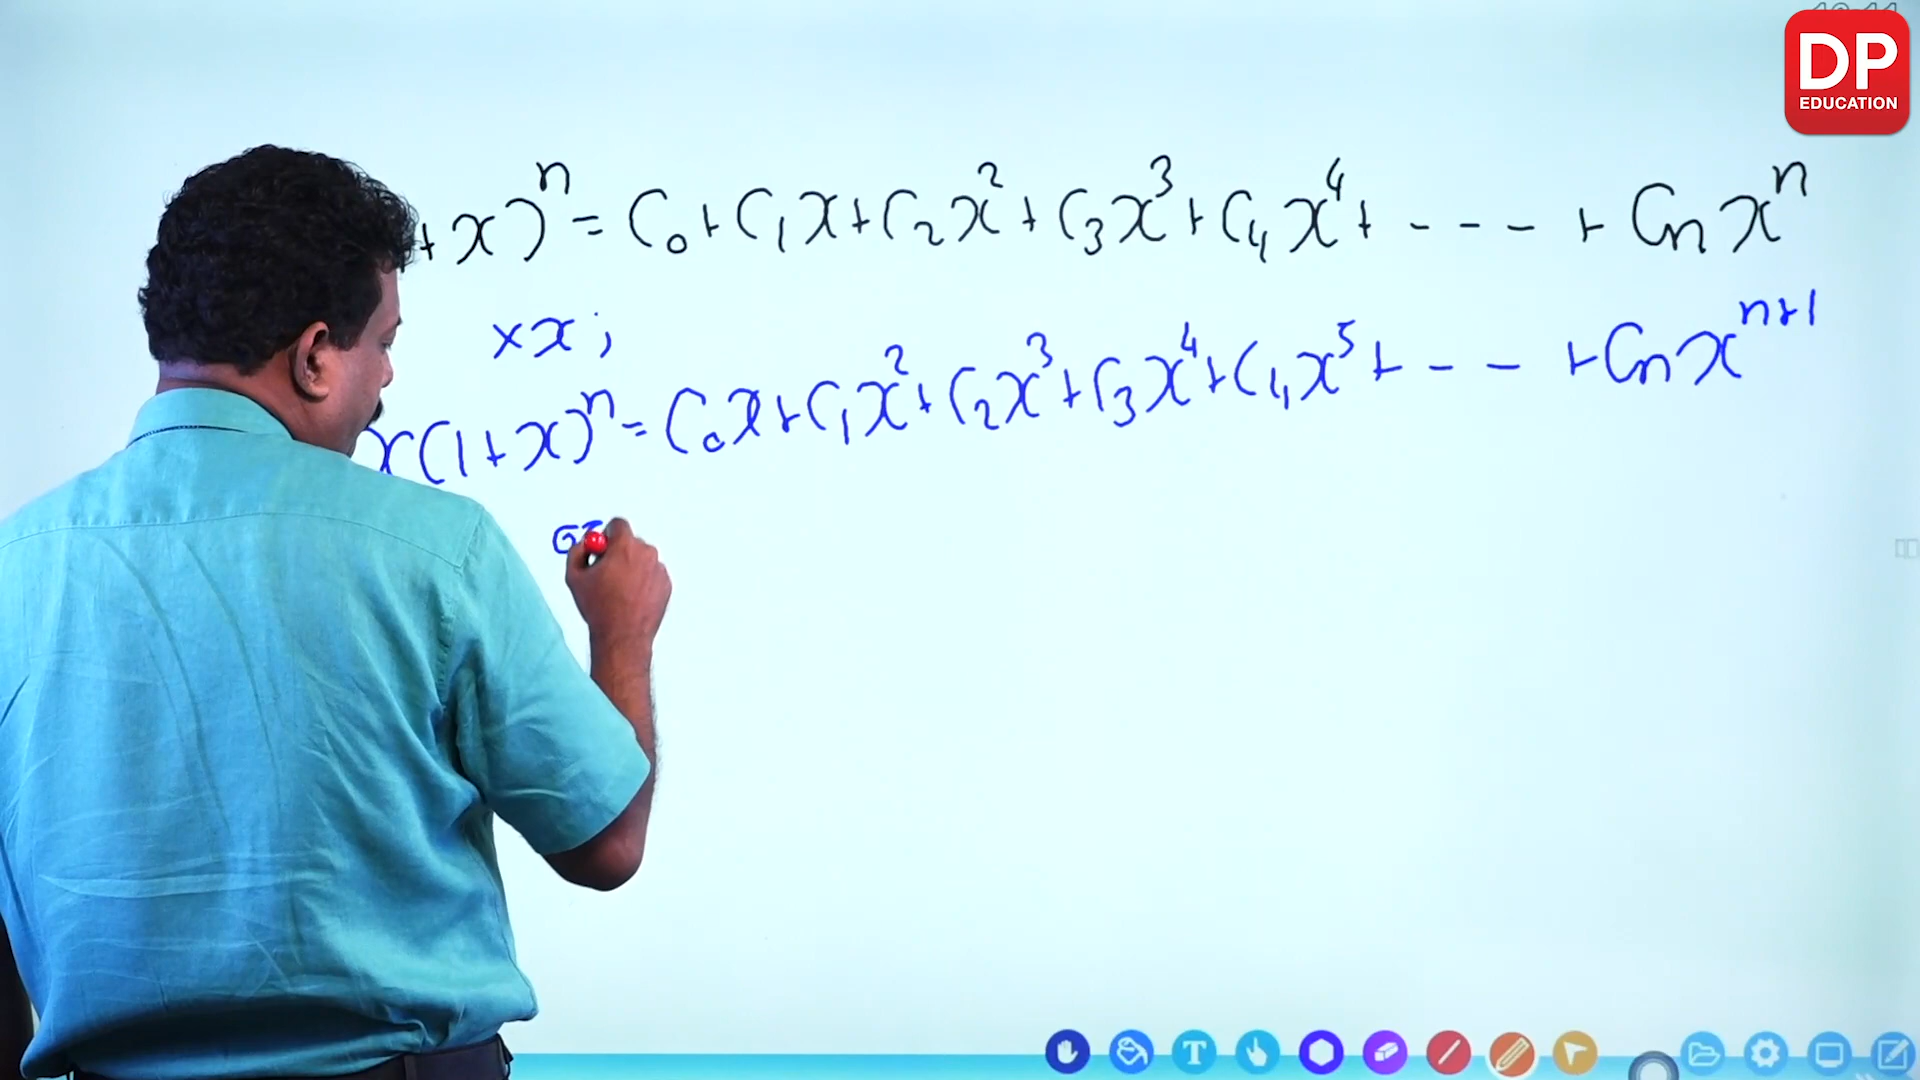 DP
EDUCATION
+x)ⁿ = C₀ + C₁x + C₂x² + C₃x³ + C₄x⁴ + - - - + Cₙxⁿ
×x ;
x(1+x)ⁿ = C₀x + C₁x² + C₂x³ + C₃x⁴ + C₄x⁵ + - - + Cₙxⁿ⁺¹